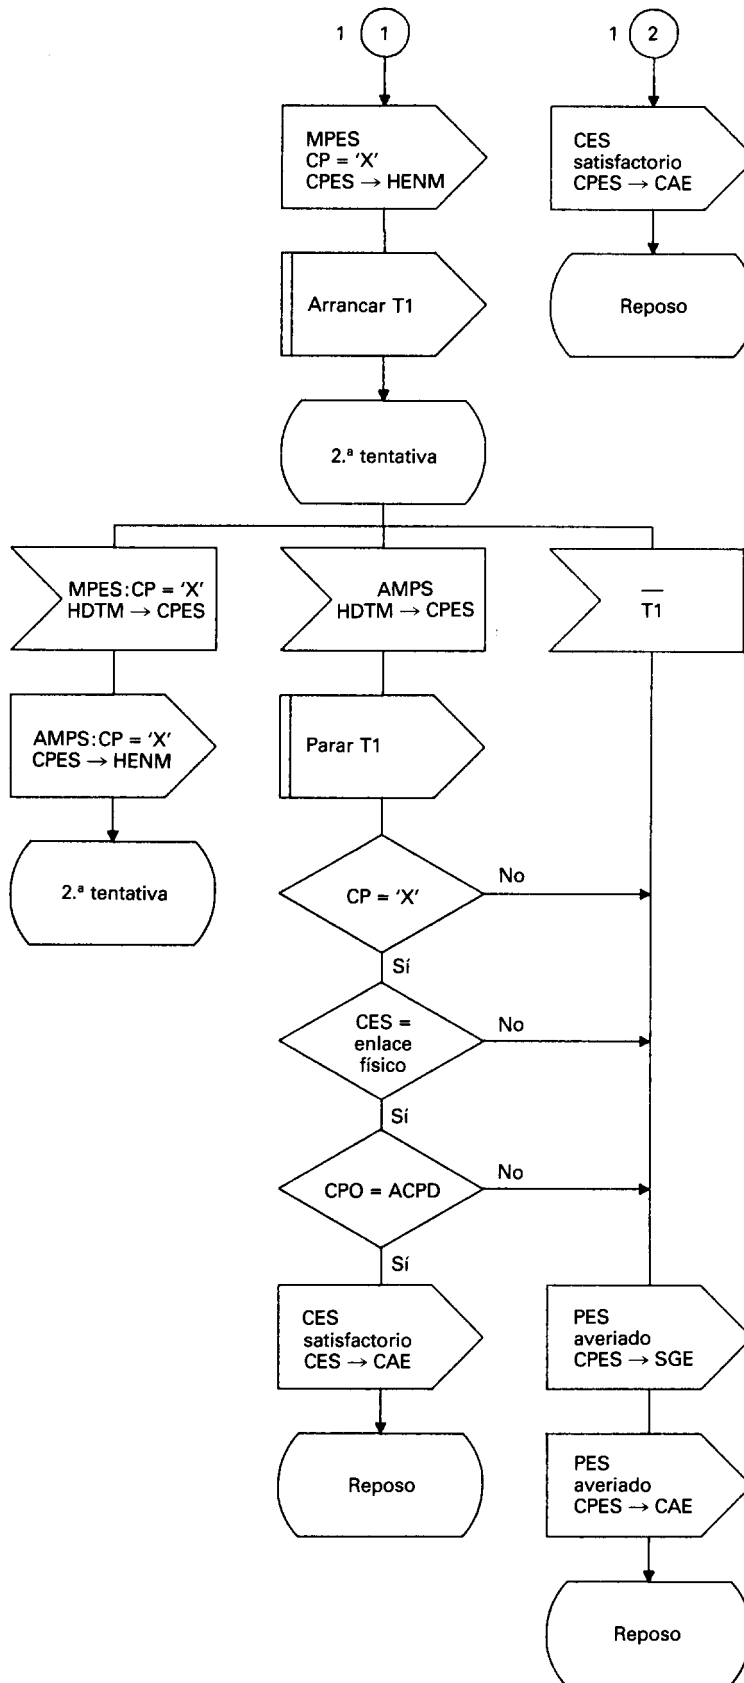 1 1
1 2
MPES
CP = ‘X’
CPES → HENM
CES
satisfactorio
CPES → CAE
Arrancar T1
Reposo
2.ª tentativa
MPES:CP = ‘X’
HDTM → CPES
AMPS
HDTM → CPES
T1
AMPS:CP = ‘X’
CPES → HENM
Parar T1
2.ª tentativa
CP = ‘X’
No
Sí
CES =
enlace
físico
No
Sí
CPO = ACPD
No
Sí
CES
satisfactorio
CES → CAE
PES
averiado
CPES → SGE
Reposo
PES
averiado
CPES → CAE
Reposo